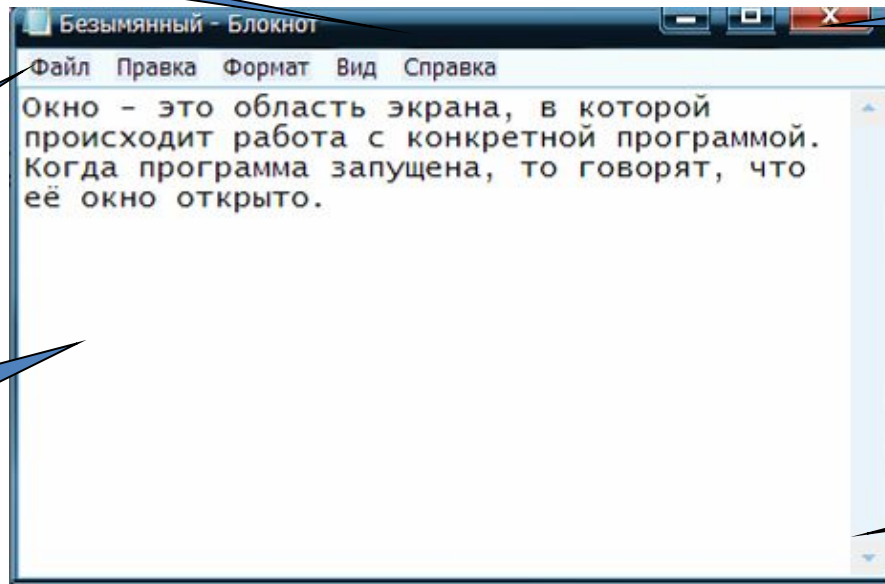 Безымянный - Блокнот
Файл Правка Формат Вид Справка
Окно – это область экрана, в которой
происходит работа с конкретной программой.
Когда программа запущена, то говорят, что
её окно открыто.